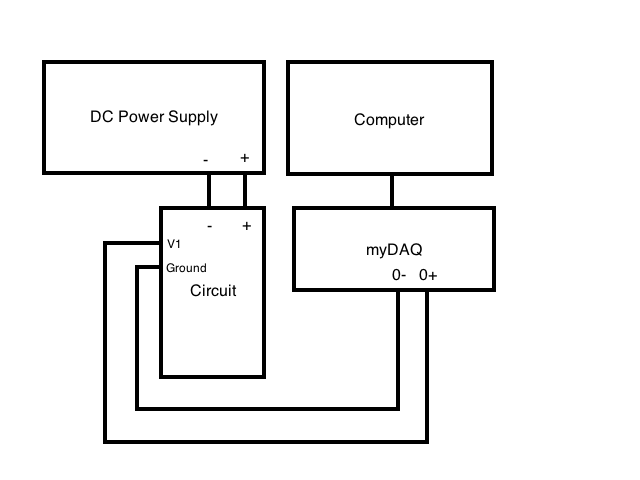 DC Power Supply
- +
Computer
- +
V1
Ground
Circuit
myDAQ
0- 0+